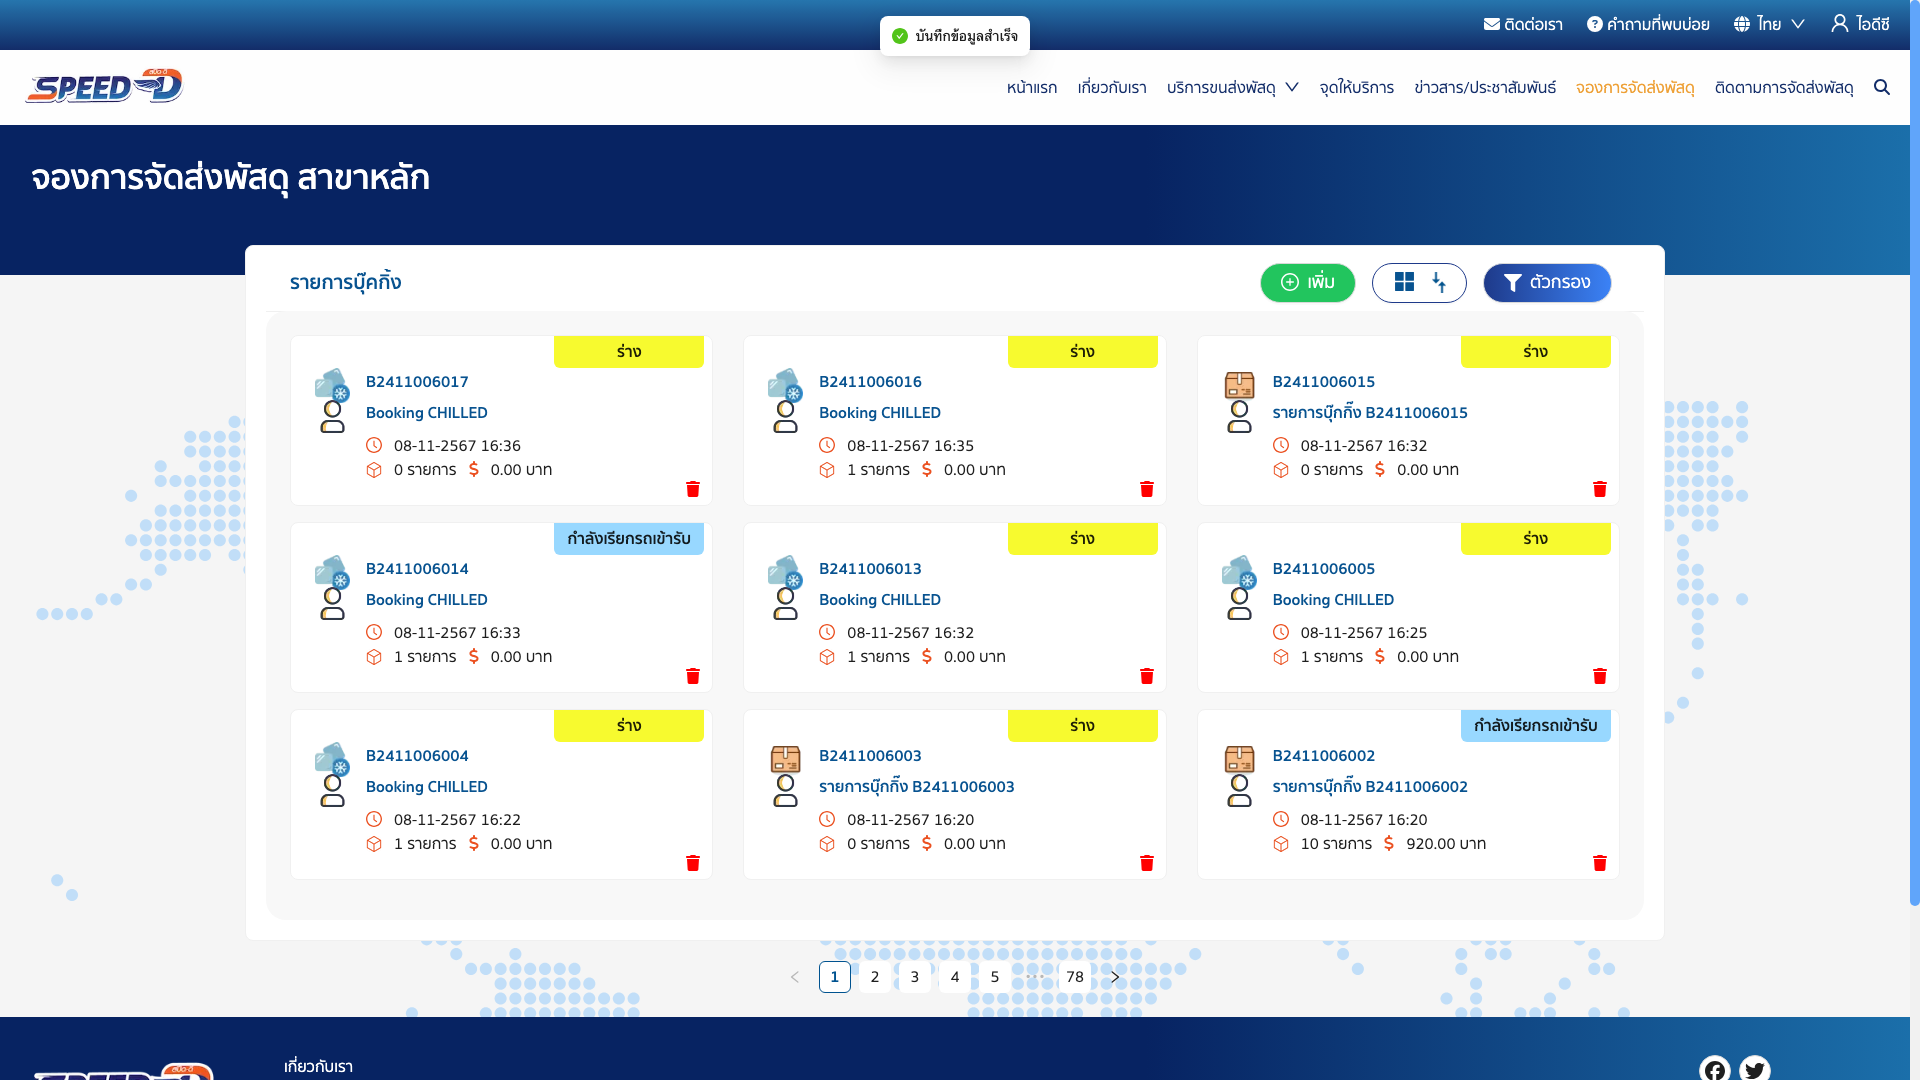 ติดต่อเรา คำถามที่พบบ่อย ไทย ไอดีซี
บันทึกข้อมูลสำเร็จ
สปีด-ดี
SPEED-D
หน้าแรก เกี่ยวกับเรา บริการขนส่งพัสดุ จุดให้บริการ ข่าวสาร/ประชาสัมพันธ์ จองการจัดส่งพัสดุ ติดตามการจัดส่งพัสดุ
จองการจัดส่งพัสดุ สาขาหลัก
รายการบุ๊คกิ้ง
เพิ่ม
ตัวกรอง
ร่าง
B2411006017
Booking CHILLED
08-11-2567 16:36
0 รายการ $ 0.00 บาท
ร่าง
B2411006016
Booking CHILLED
08-11-2567 16:35
1 รายการ $ 0.00 บาท
ร่าง
B2411006015
รายการบุ๊กกิ๊ง B2411006015
08-11-2567 16:32
0 รายการ $ 0.00 บาท
กำลังเรียกรถเข้ารับ
B2411006014
Booking CHILLED
08-11-2567 16:33
1 รายการ $ 0.00 บาท
ร่าง
B2411006013
Booking CHILLED
08-11-2567 16:32
1 รายการ $ 0.00 บาท
ร่าง
B2411006005
Booking CHILLED
08-11-2567 16:25
1 รายการ $ 0.00 บาท
ร่าง
B2411006004
Booking CHILLED
08-11-2567 16:22
1 รายการ $ 0.00 บาท
ร่าง
B2411006003
รายการบุ๊กกิ๊ง B2411006003
08-11-2567 16:20
0 รายการ $ 0.00 บาท
กำลังเรียกรถเข้ารับ
B2411006002
รายการบุ๊กกิ๊ง B2411006002
08-11-2567 16:20
10 รายการ $ 920.00 บาท
1 2 3 4 5 ••• 78
เกี่ยวกับเรา
สปีด-ดี
SPEED-D